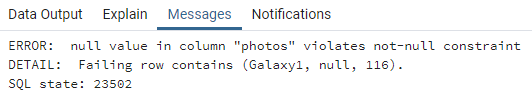 Data Output Explain Messages Notifications
ERROR:  null value in column "photos" violates not-null constraint
DETAIL:  Failing row contains (Galaxy1, null, 116).
SQL state: 23502